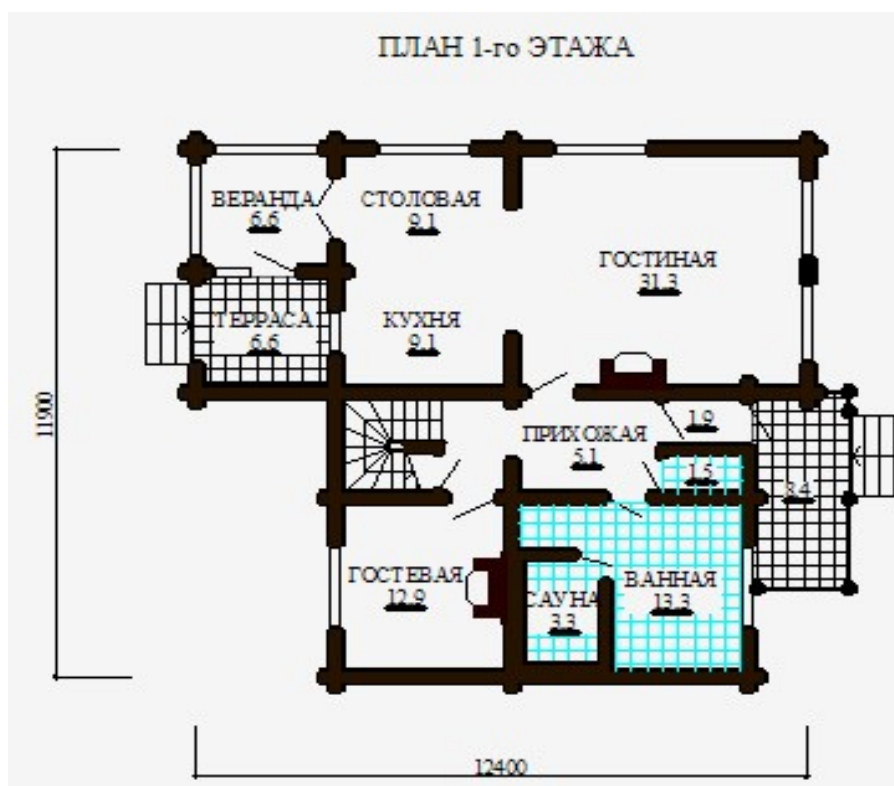 ПЛАН 1-го ЭТАЖА
ВЕРАНДА
6.6
СТОЛОВАЯ
9.1
ГОСТИНАЯ
31.3
ТЕРРАСА
6.6
КУХНЯ
9.1
11900
1.9
ПРИХОЖАЯ
5.1
1.5
8.4
ГОСТЕВАЯ
12.9
САУНА
3.3
ВАННАЯ
13.3
12400